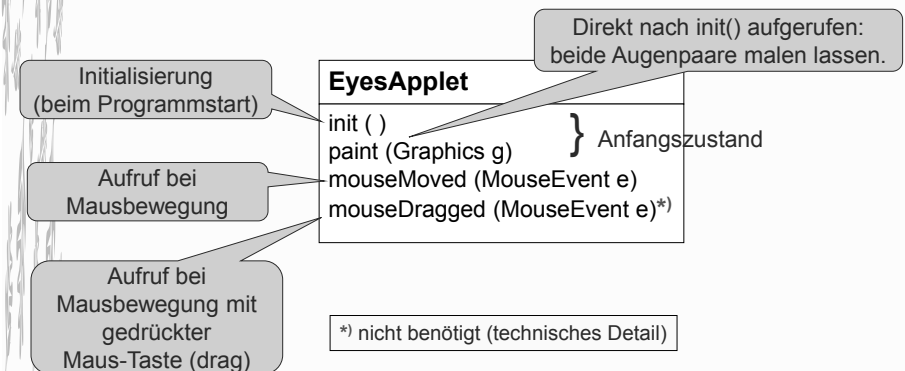 Direkt nach init() aufgerufen:
beide Augenpaare malen lassen.
Initialisierung
(beim Programmstart)
EyesApplet
init ( )
paint (Graphics g)
} Anfangszustand
Aufruf bei
Mausbewegung
mouseMoved (MouseEvent e)
mouseDragged (MouseEvent e)*)
Aufruf bei
Mausbewegung mit
gedrückter
Maus-Taste (drag)
*) nicht benötigt (technisches Detail)